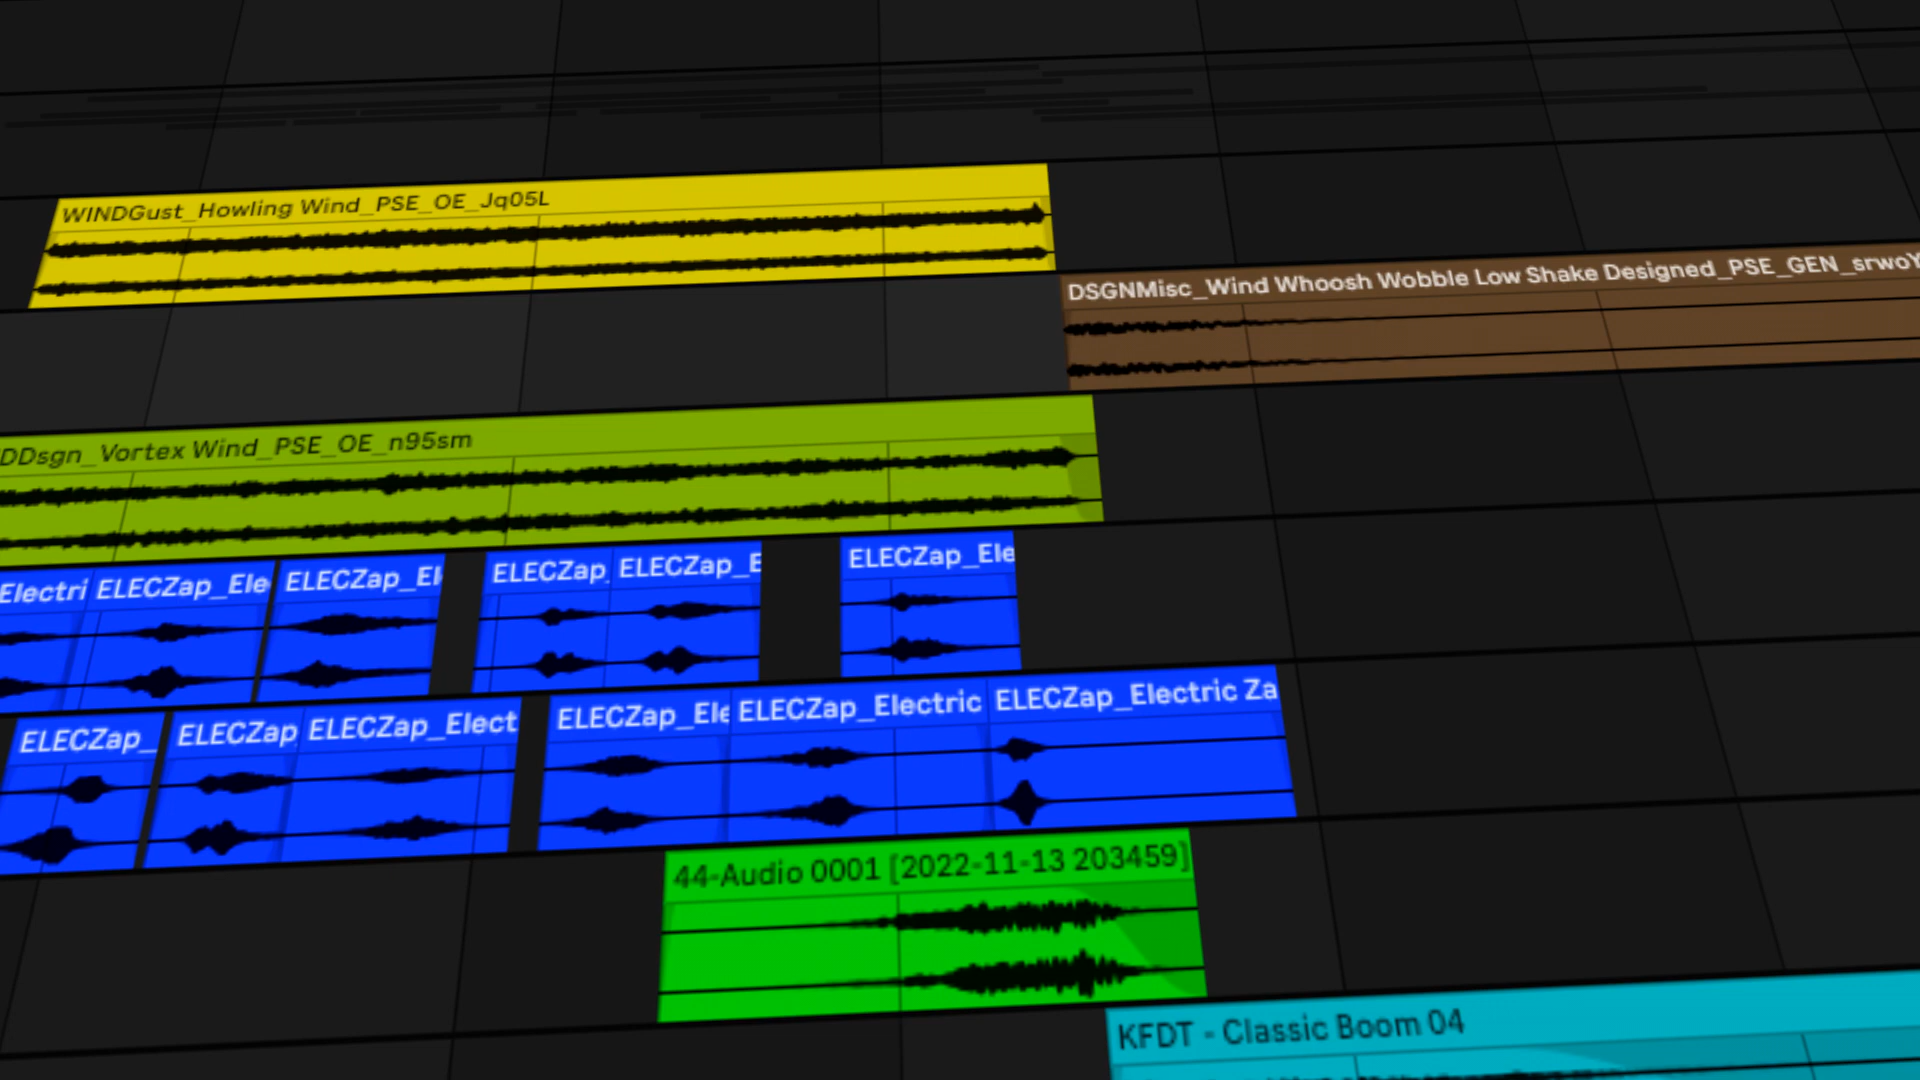 WINDGust_Howling Wind_PSE_OE_Jq05L
DSGNMisc_Wind Whoosh Wobble Low Shake Designed_PSE_GEN_srwoY
DDsgn_Vortex Wind_PSE_OE_n95sm
Electri
ELECZap_Ele
ELECZap_El
ELECZap_
ELECZap_E
ELECZap_Ele
ELECZap_
ELECZap
ELECZap_Elect
ELECZap_Ele
ELECZap_Electric
ELECZap_Electric Za
44-Audio 0001 [2022-11-13 203459]
KFDT - Classic Boom 04